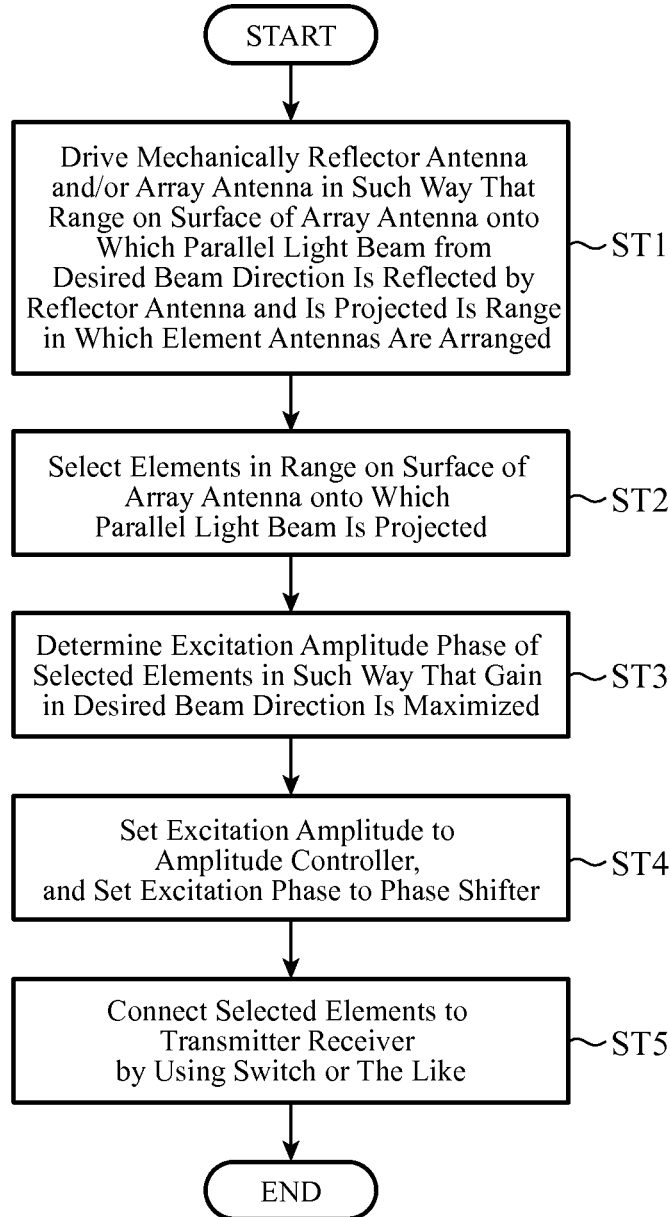 START
Drive Mechanically Reflector Antenna
and/or Array Antenna in Such Way That
Range on Surface of Array Antenna onto
Which Parallel Light Beam from
Desired Beam Direction Is Reflected by
Reflector Antenna and Is Projected Is Range
in Which Element Antennas Are Arranged
ST1
Select Elements in Range on Surface of
Array Antenna onto Which
Parallel Light Beam Is Projected
ST2
Determine Excitation Amplitude Phase of
Selected Elements in Such Way That Gain
in Desired Beam Direction Is Maximized
ST3
Set Excitation Amplitude to
Amplitude Controller,
and Set Excitation Phase to Phase Shifter
ST4
Connect Selected Elements to
Transmitter Receiver
by Using Switch or The Like
ST5
END